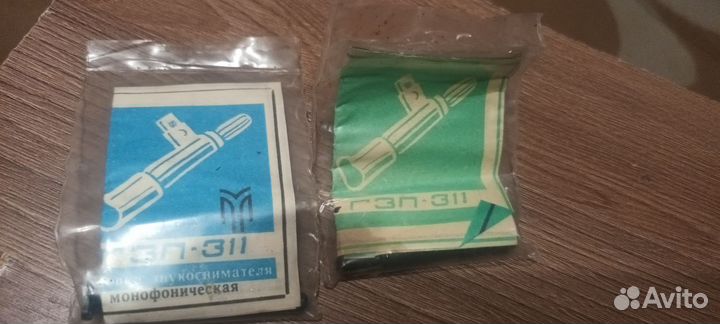 ГЗП-311
звукоснимателя
монофоническая
ГЗП-311
Avito